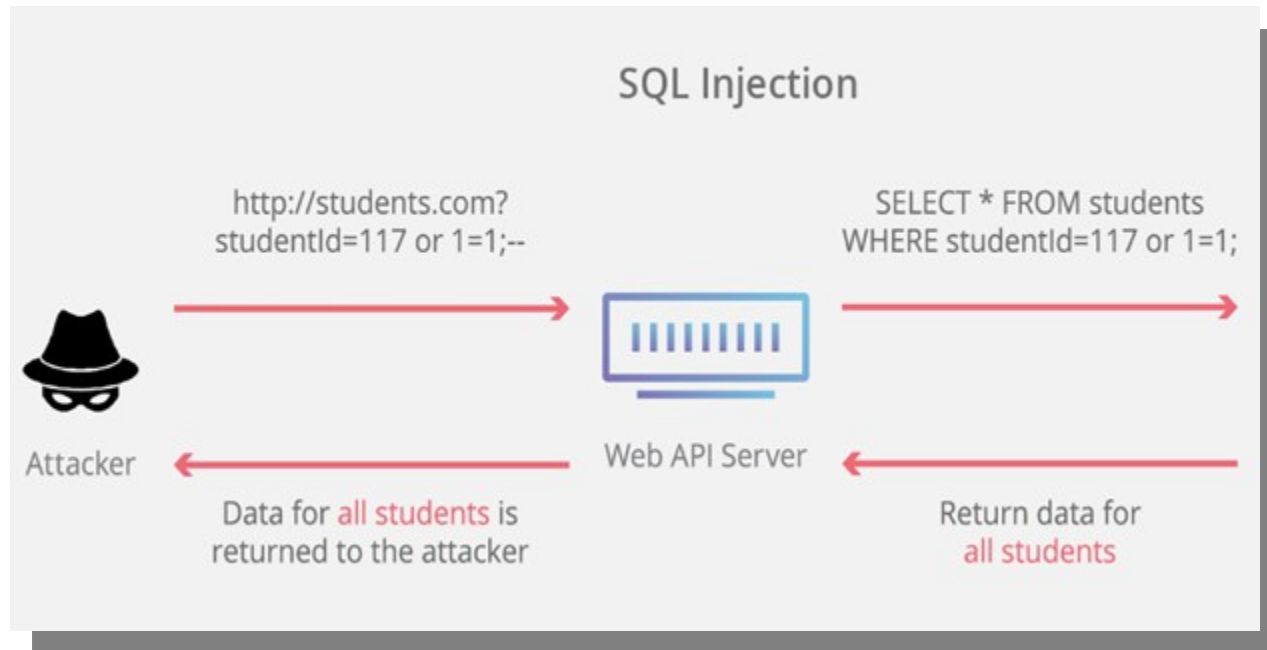 SQL Injection
http://students.com?
studentId=117 or 1=1;--
SELECT * FROM students
WHERE studentId=117 or 1=1;
Attacker
Web API Server
Data for all students is
returned to the attacker
Return data for
all students